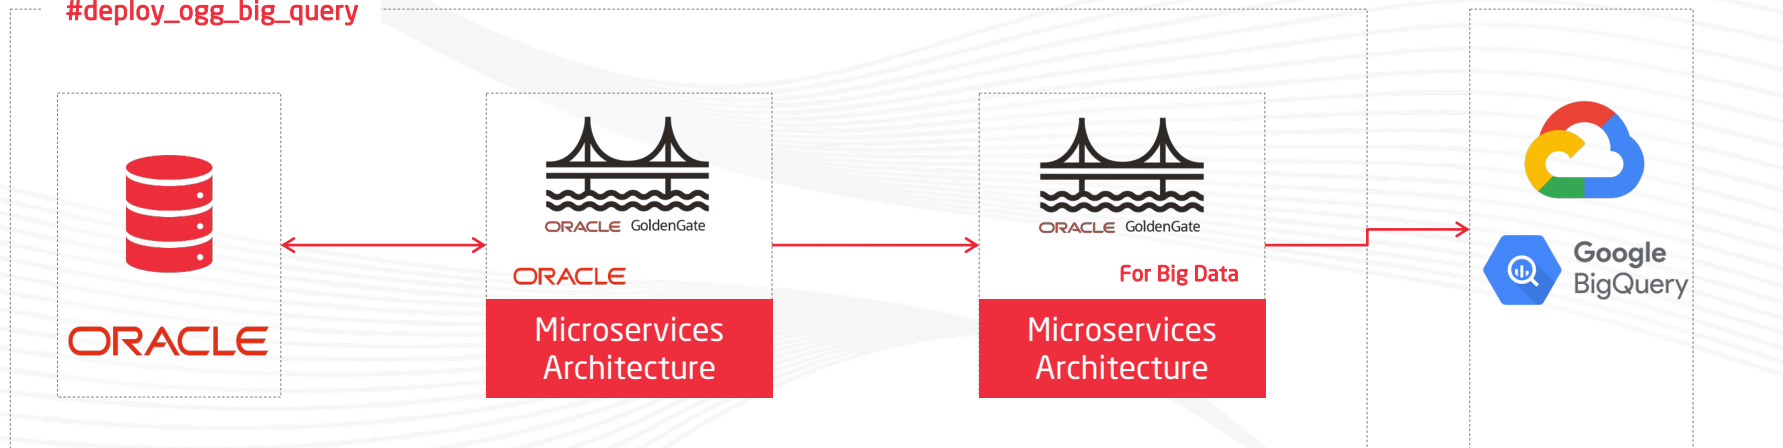 #deploy_ogg_big_query
ORACLE
ORACLE GoldenGate
ORACLE
Microservices
Architecture
ORACLE GoldenGate
For Big Data
Microservices
Architecture
Google
BigQuery